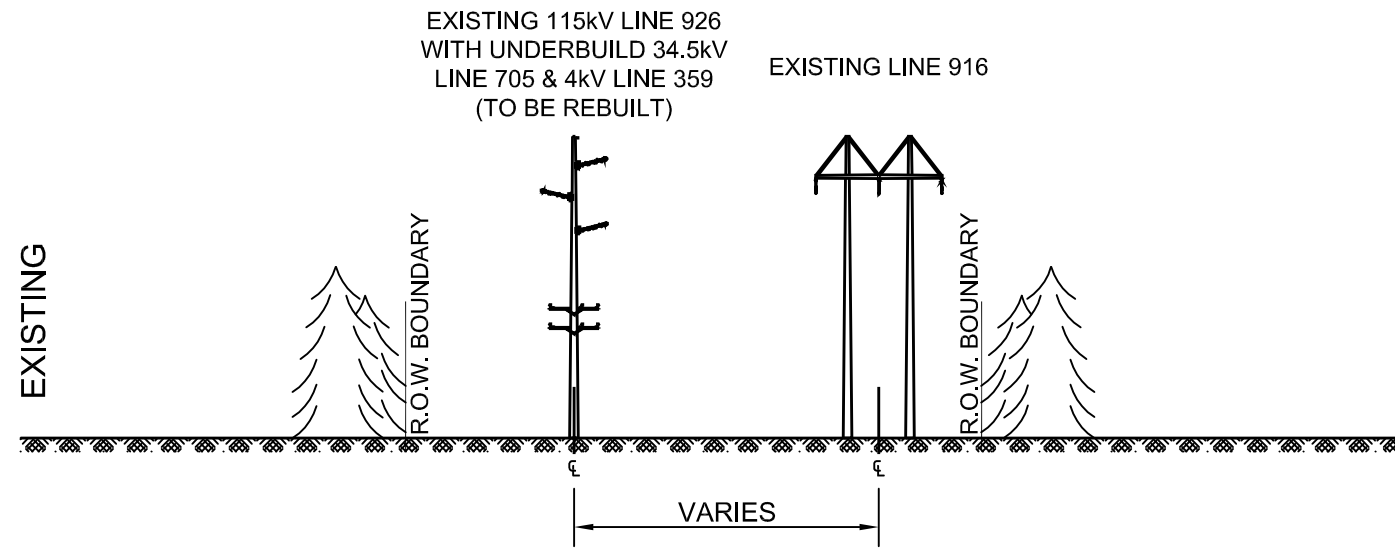 EXISTING 115kV LINE 926
WITH UNDERBUILD 34.5kV
LINE 705 & 4kV LINE 359
(TO BE REBUILT)
EXISTING LINE 916
EXISTING
R.O.W. BOUNDARY
R.O.W. BOUNDARY
℄
℄
VARIES